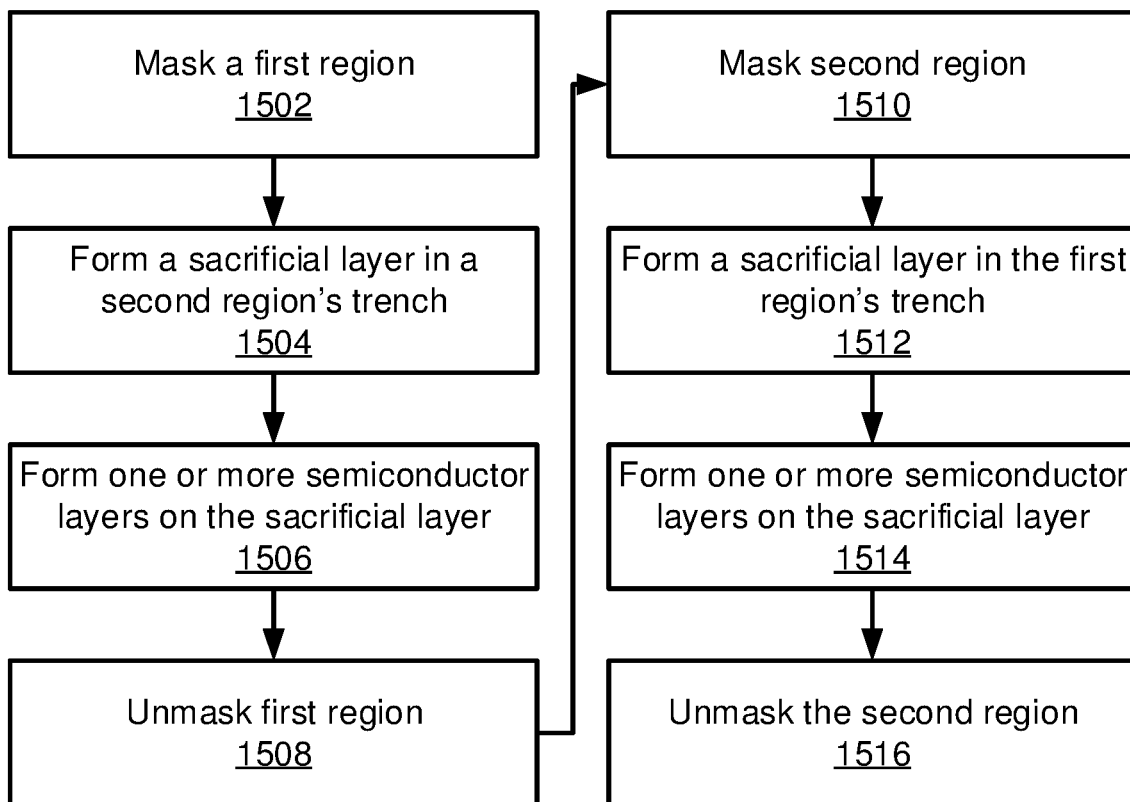 Mask a first region
1502
Form a sacrificial layer in a
second region's trench
1504
Form one or more semiconductor
layers on the sacrificial layer
1506
Unmask first region
1508
Mask second region
1510
Form a sacrificial layer in the first
region's trench
1512
Form one or more semiconductor
layers on the sacrificial layer
1514
Unmask the second region
1516